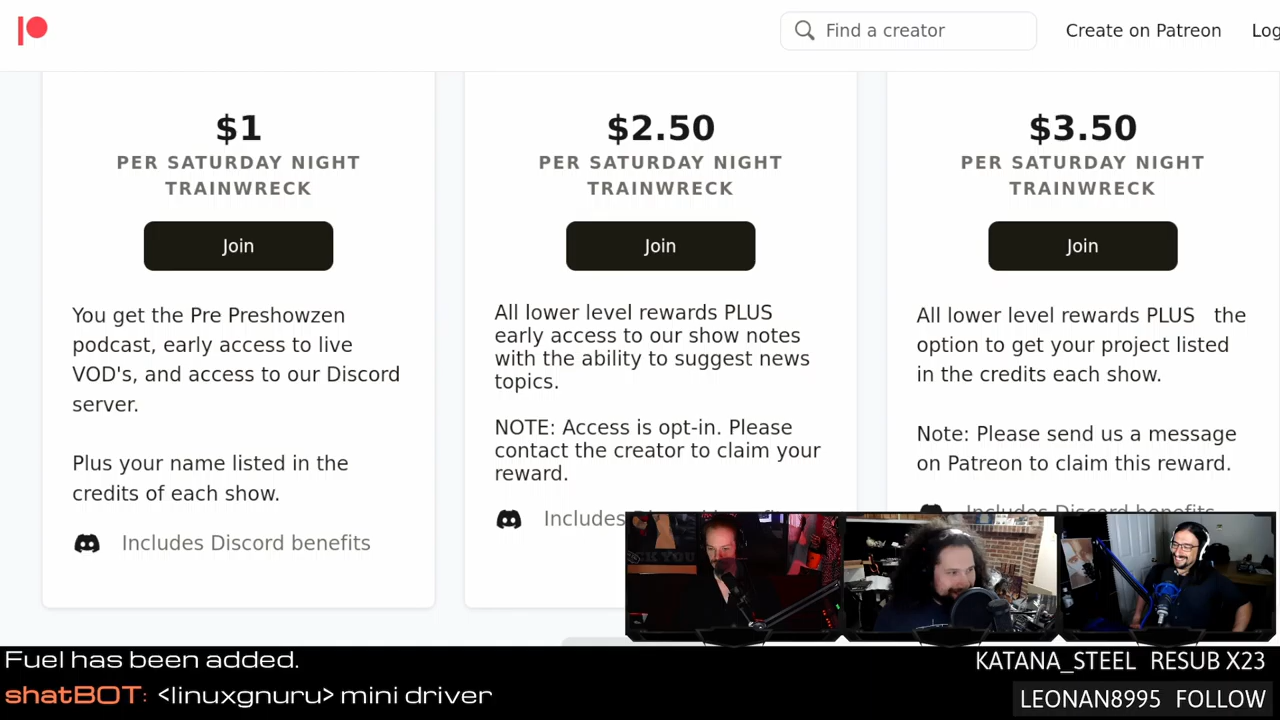 Find a creator
Create on Patreon
Log
$1
PER SATURDAY NIGHT
TRAINWRECK
Join
You get the Pre Preshowzen
podcast, early access to live
VOD's, and access to our Discord
server.
Plus your name listed in the
credits of each show.
Includes Discord benefits
$2.50
PER SATURDAY NIGHT
TRAINWRECK
Join
All lower level rewards PLUS
early access to our show notes
with the ability to suggest news
topics.
NOTE: Access is opt-in. Please
contact the creator to claim your
reward.
Includes
$3.50
PER SATURDAY NIGHT
TRAINWRECK
Join
All lower level rewards PLUS the
option to get your project listed
in the credits each show.
Note: Please send us a message
on Patreon to claim this reward.
Includes Discord benefits
Fuel has been added.
shatBOT: <linuxgnuru> mini driver
KATANA_STEEL RESUB X23
LEONAN8995 FOLLOW